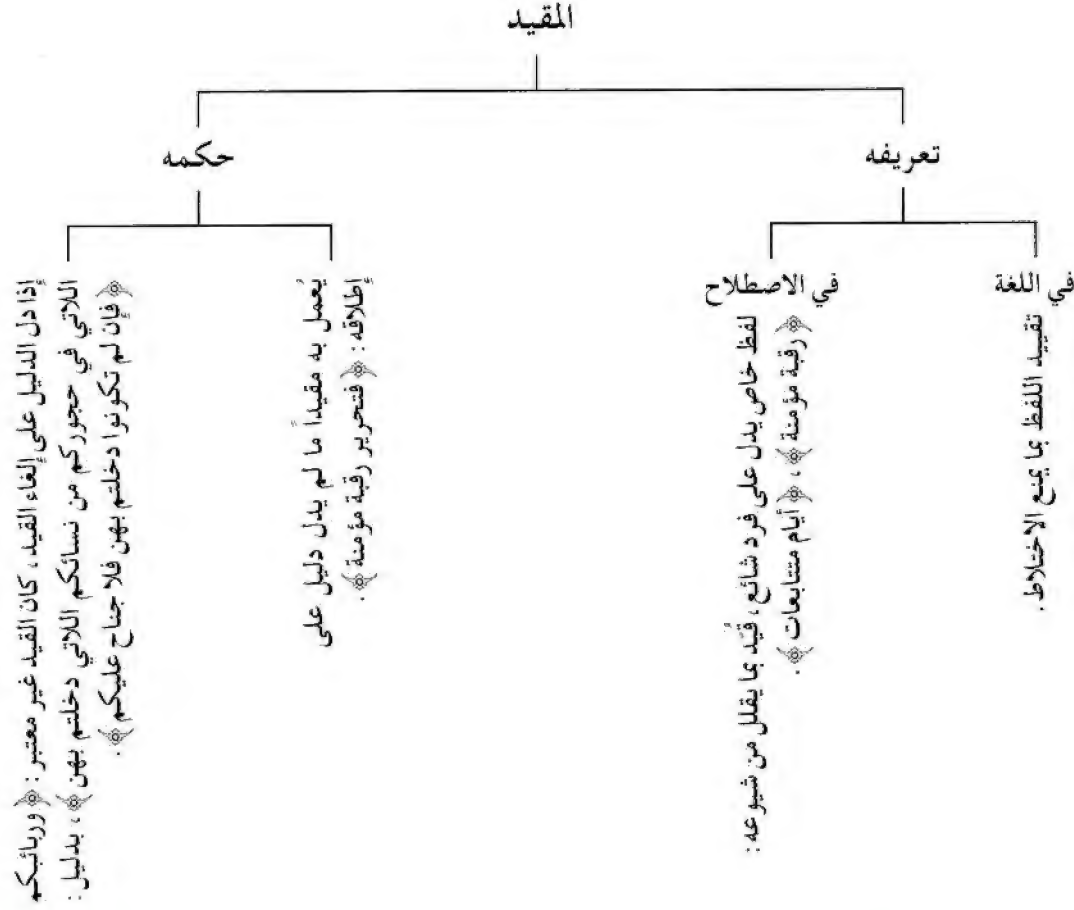 المقيد
تعريفه
حكمه
في اللغة
تقييد اللفظ بما يمنع الاختلاط .
في الاصطلاح
لفظ خاص يدل على فرد شائع ، قُيِّد بما يقلل من شيوعه :
﴿ رقبة مؤمنة ﴾ ، ﴿ أيام متتابعات ﴾ .
يُعمل به مقيداً ما لم يدل دليل على
إطلاقه : ﴿ فتحرير رقبة مؤمنة ﴾ .
إذا دل الدليل على إلغاء القيد ، كان القيد غير معتبر : ﴿ وربائبكم
اللاتي في حجوركم من نسائكم اللاتي دخلتم بهن ﴾ ، بدليل :
﴿ فإن لم تكونوا دخلتم بهن فلا جناح عليكم ﴾ .